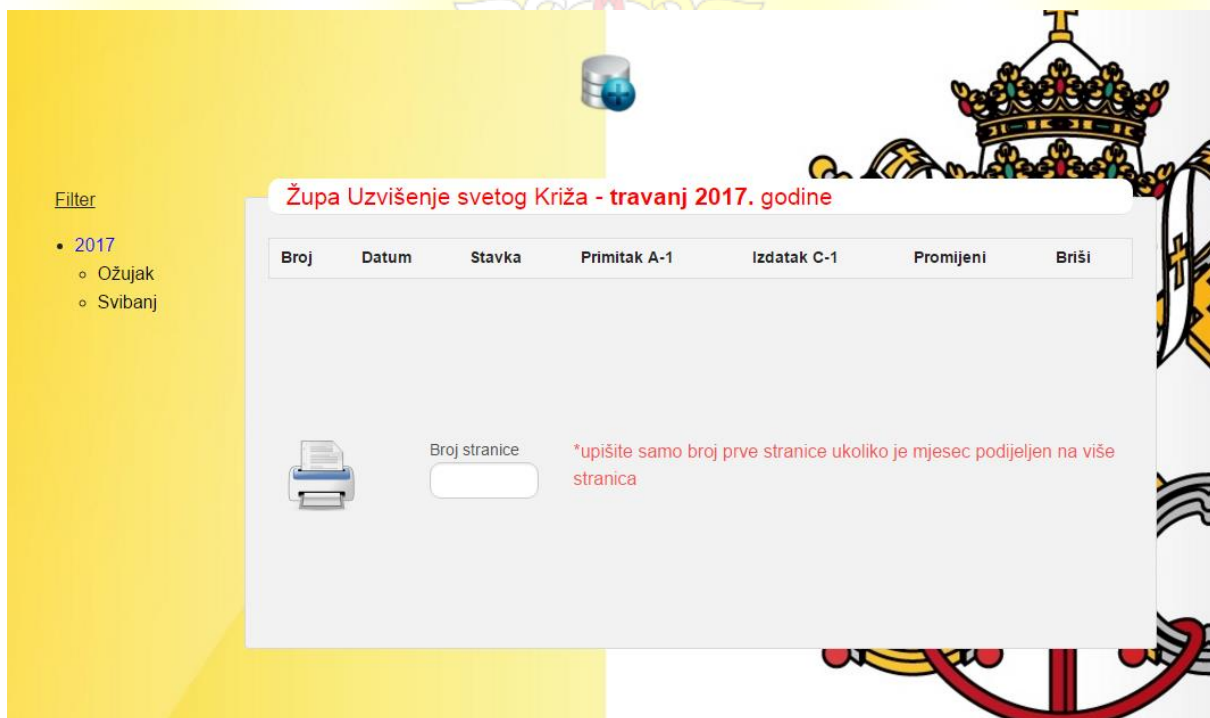 Filter
2017
Ožujak
Svibanj
Župa Uzvišenje svetog Križa - travanj 2017. godine
Broj Datum Stavka Primitak A-1 Izdatak C-1 Promijeni Briši
Broj stranice
*upišite samo broj prve stranice ukoliko je mjesec podijeljen na više
stranica